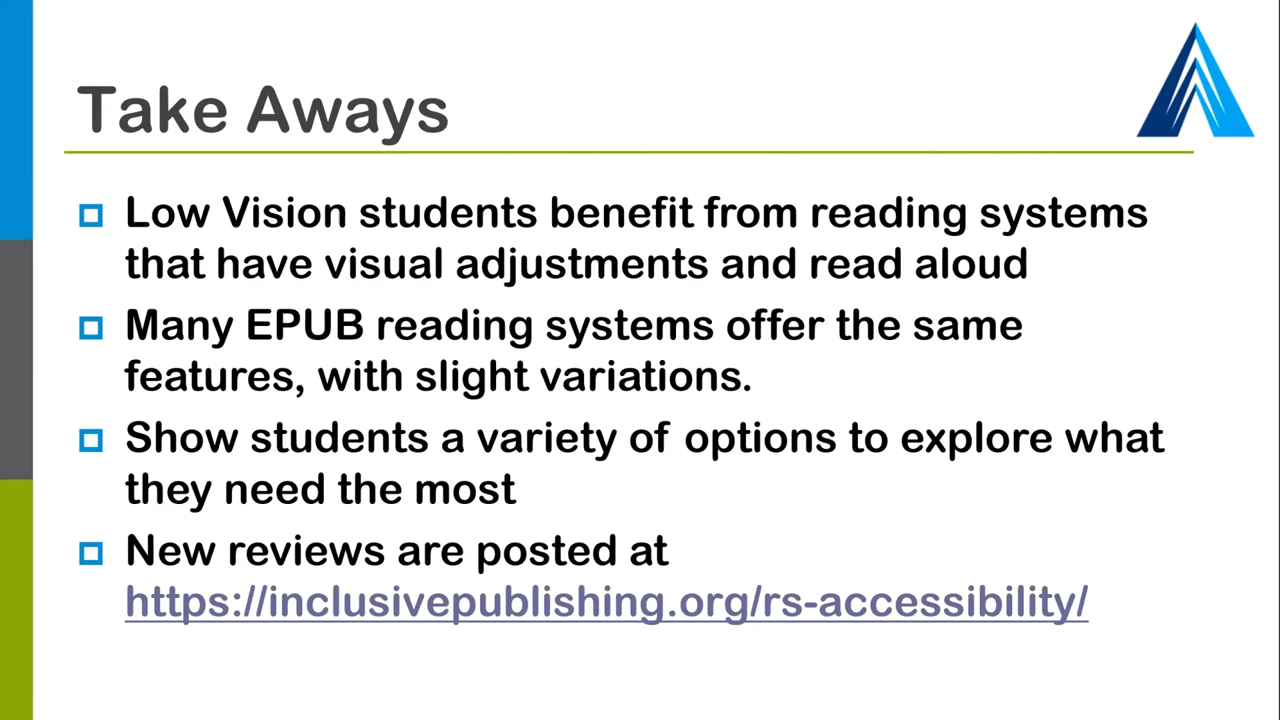 Take Aways
Low Vision students benefit from reading systems
that have visual adjustments and read aloud
Many EPUB reading systems offer the same
features, with slight variations.
Show students a variety of options to explore what
they need the most
New reviews are posted at
https://inclusivepublishing.org/rs-accessibility/